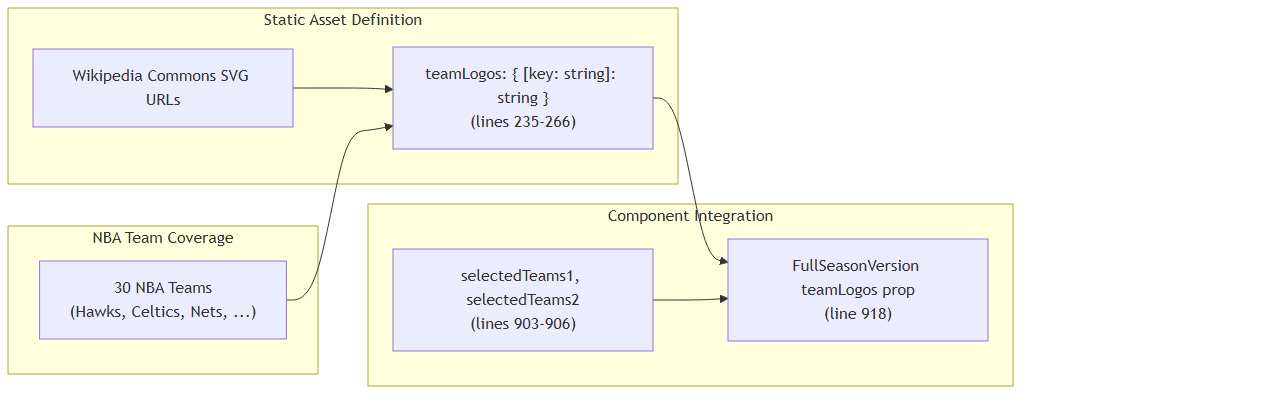 Static Asset Definition
Wikipedia Commons SVG
URLs
teamLogos: { [key: string]:
string }
(lines 235-266)
NBA Team Coverage
30 NBA Teams
(Hawks, Celtics, Nets, ...)
Component Integration
selectedTeams1,
selectedTeams2
(lines 903-906)
FullSeasonVersion
teamLogos prop
(line 918)